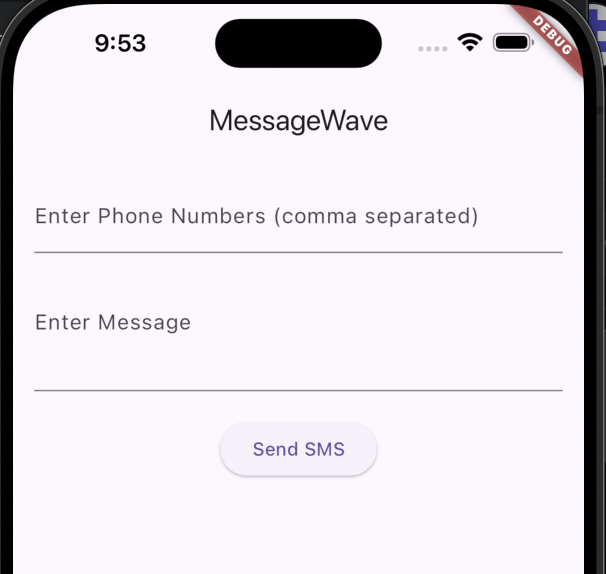 9:53
DEBUG
MessageWave
Enter Phone Numbers (comma separated)
Enter Message
Send SMS